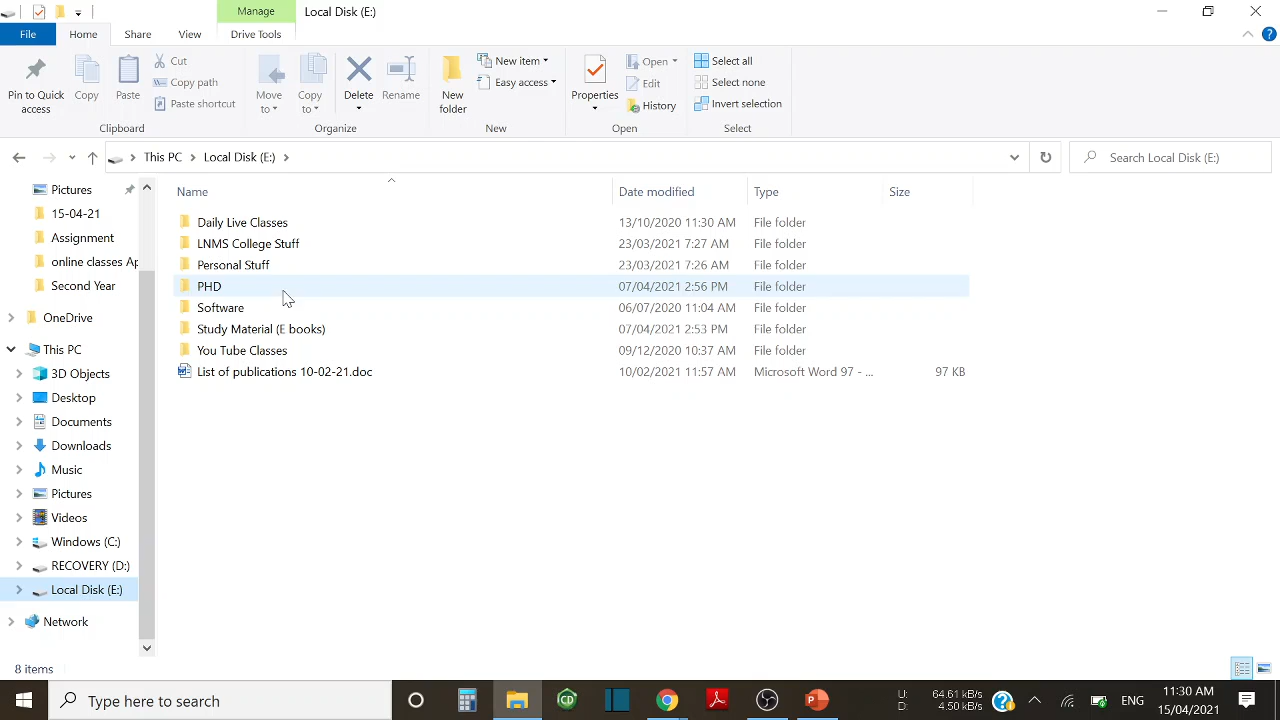 Manage
Local Disk (E:)
File
Home
Share
View
Drive Tools
Pin to Quick access
Copy
Paste
Cut
Copy path
Paste shortcut
Clipboard
Move to
Copy to
Delete
Rename
Organize
New folder
New item
Easy access
New
Properties
Open
Edit
History
Open
Select all
Select none
Invert selection
Select
This PC
Local Disk (E:)
Search Local Disk (E:)
Pictures
15-04-21
Assignment
online classes Ap
Second Year
OneDrive
This PC
3D Objects
Desktop
Documents
Downloads
Music
Pictures
Videos
Windows (C:)
RECOVERY (D:)
Local Disk (E:)
Network
Name Date modified Type Size
Daily Live Classes 13/10/2020 11:30 AM File folder
LNMS College Stuff 23/03/2021 7:27 AM File folder
Personal Stuff 23/03/2021 7:26 AM File folder
PHD 07/04/2021 2:56 PM File folder
Software 06/07/2020 11:04 AM File folder
Study Material (E books) 07/04/2021 2:53 PM File folder
You Tube Classes 09/12/2020 10:37 AM File folder
List of publications 10-02-21.doc 10/02/2021 11:57 AM Microsoft Word 97 - ... 97 KB
8 items
Type here to search
CD
P
U: 64.61 kB/s
D: 4.50 kB/s
ENG
11:30 AM
15/04/2021